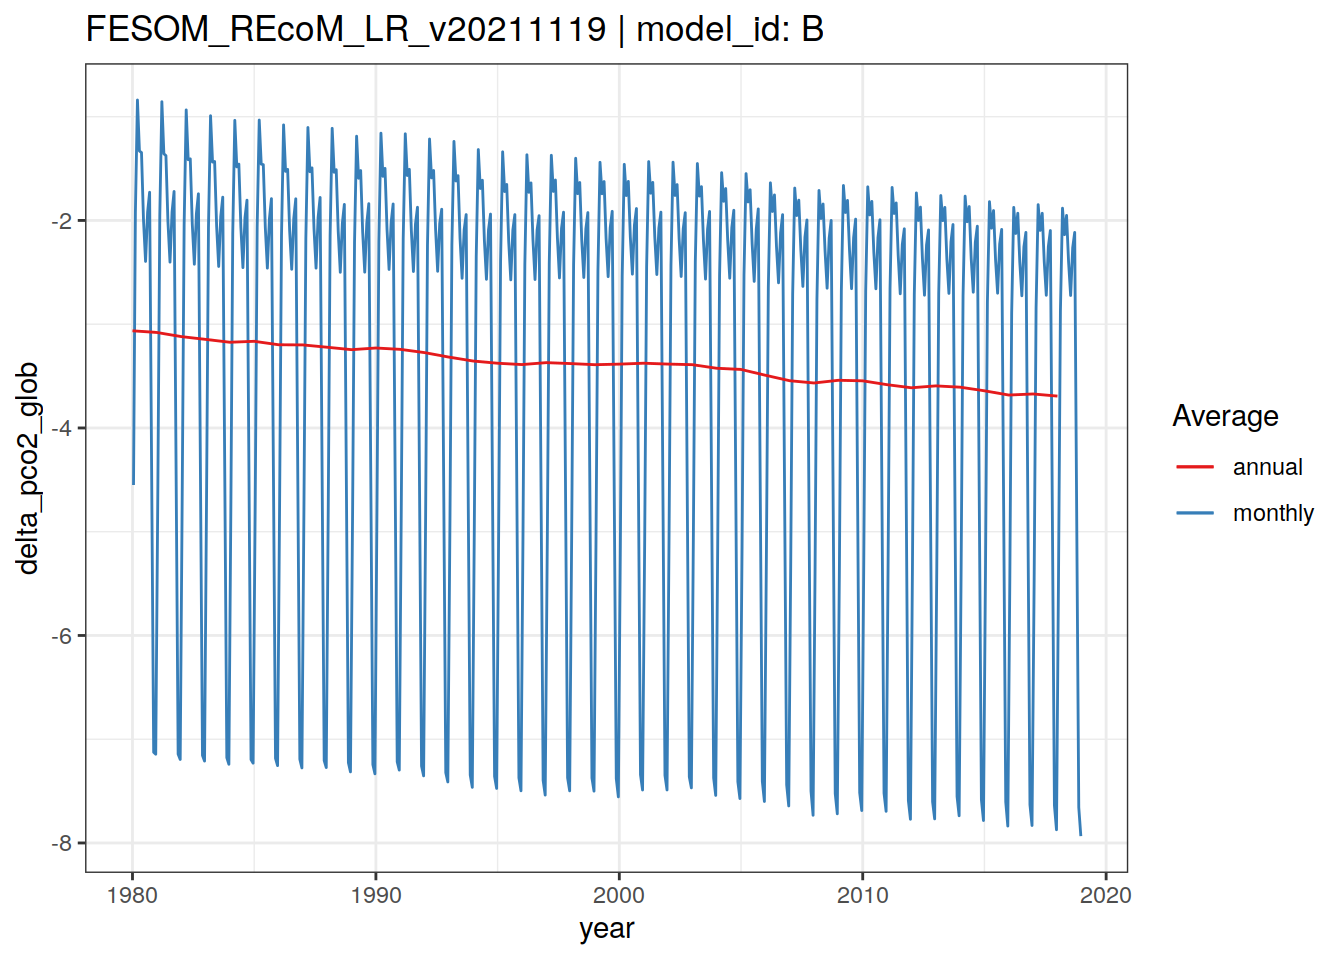 FESOM_REcoM_LR_v20211119 | model_id: B
delta_pco2_glob
-2
-4
-6
-8
1980
1990
2000
2010
2020
year
Average
annual
monthly